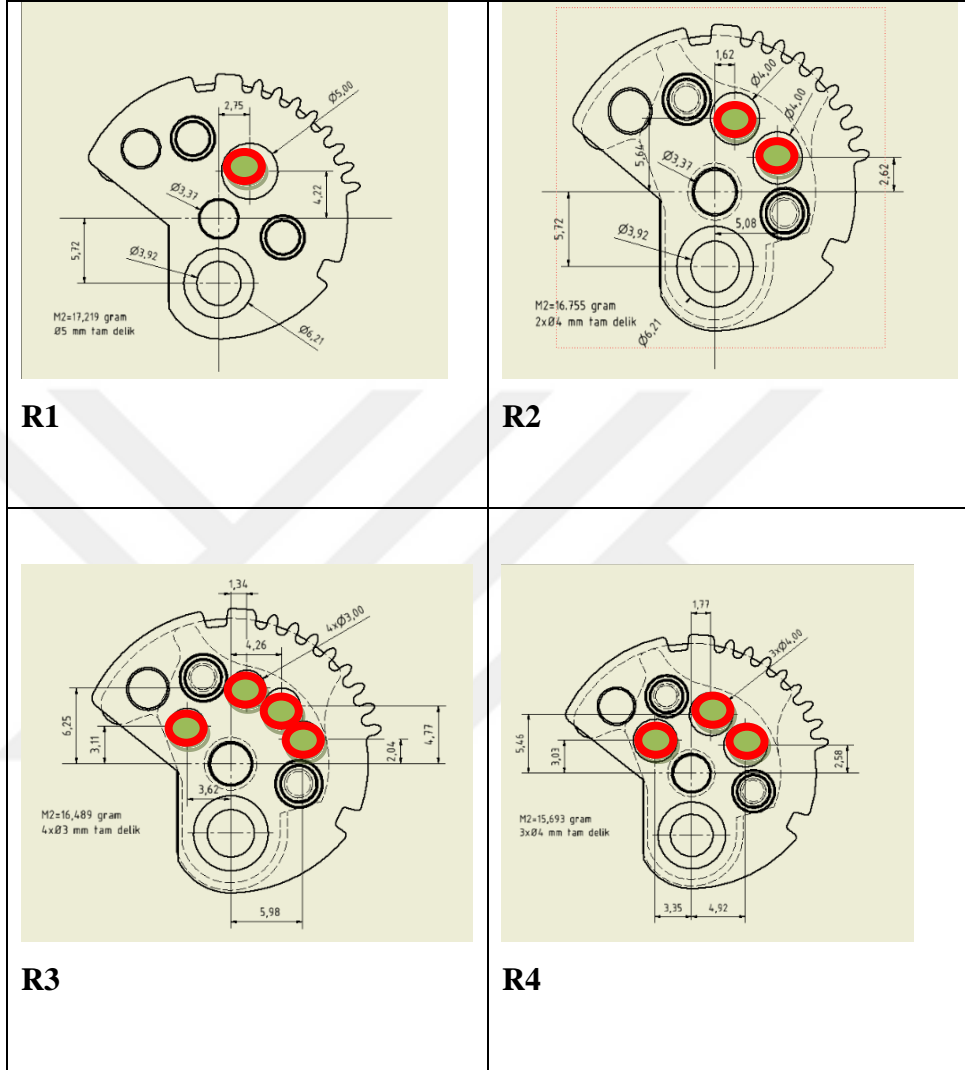 2,75
Ø5,00
Ø3,37
4,22
5,72
Ø3,92
M2=17,219 gram
Ø5 mm tam delik
Ø6,21
R1
1,62
Ø4,00
Ø4,00
5,64
Ø3,37
2,62
5,72
5,08
Ø3,92
M2=16.755 gram
2xØ4 mm tam delik
Ø6,21
R2
1,34
4xØ3,00
4,26
6,25
3,11
4,77
2,04
3,62
M2=16,489 gram
4xØ3 mm tam delik
5,98
R3
1,77
3xØ4,00
5,46
3,03
2,58
M2=15,693 gram
3xØ4 mm tam delik
3,35
4,92
R4